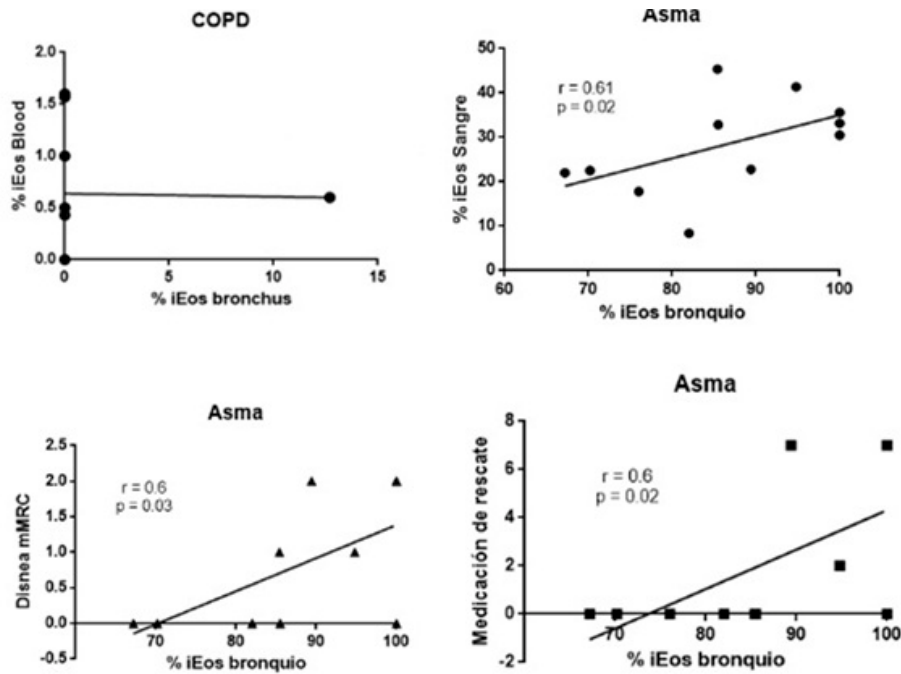 COPD
% iEos Blood
2.0
1.5
1.0
0.5
0.0
0
5
10
15
% iEos bronchus
Asma
% iEos Sangre
50
40
30
20
10
0
r = 0.61
p = 0.02
60
70
80
90
100
% iEos bronquio
Asma
Disnea mMRC
2.5
2.0
1.5
1.0
0.5
0.0
-0.5
r = 0.6
p = 0.03
70
80
90
100
% iEos bronquio
Asma
Medicación de rescate
8
6
4
2
0
-2
r = 0.6
p = 0.02
70
80
90
100
% iEos bronquio